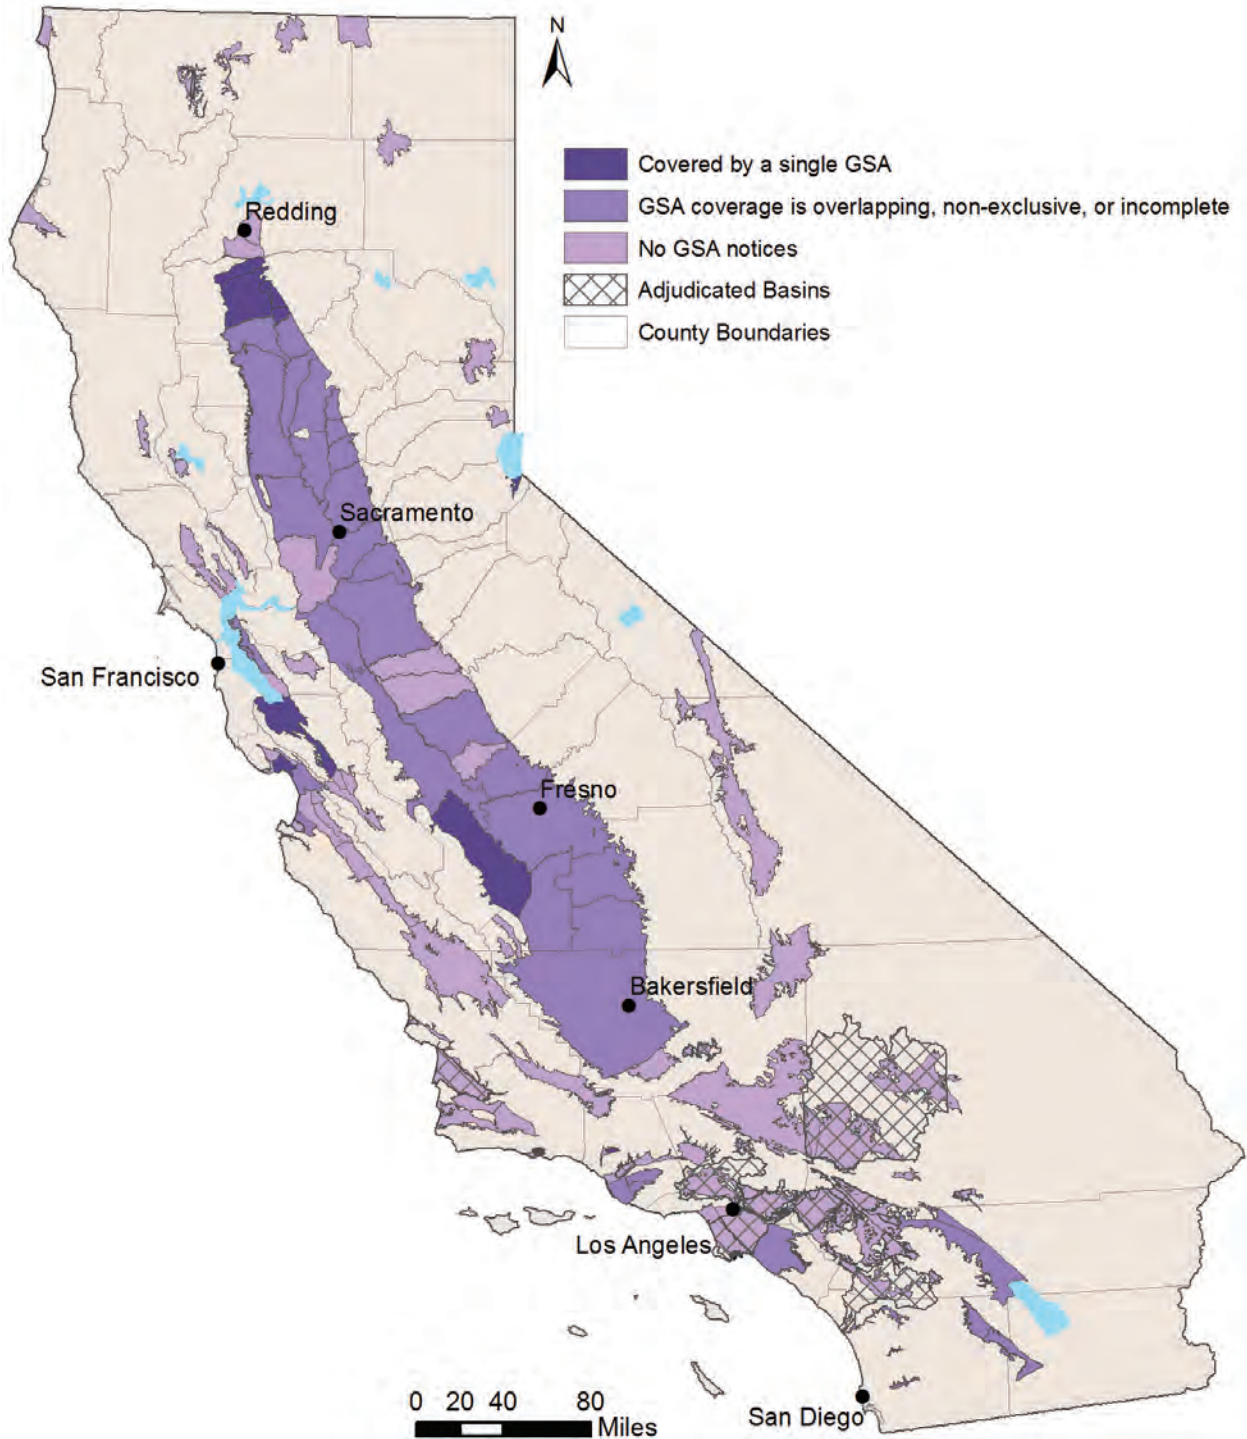 N
Covered by a single GSA
GSA coverage is overlapping, non-exclusive, or incomplete
No GSA notices
Adjudicated Basins
County Boundaries
Redding
Sacramento
San Francisco
Fresno
Bakersfield
Los Angeles
San Diego
0 20 40 80
Miles